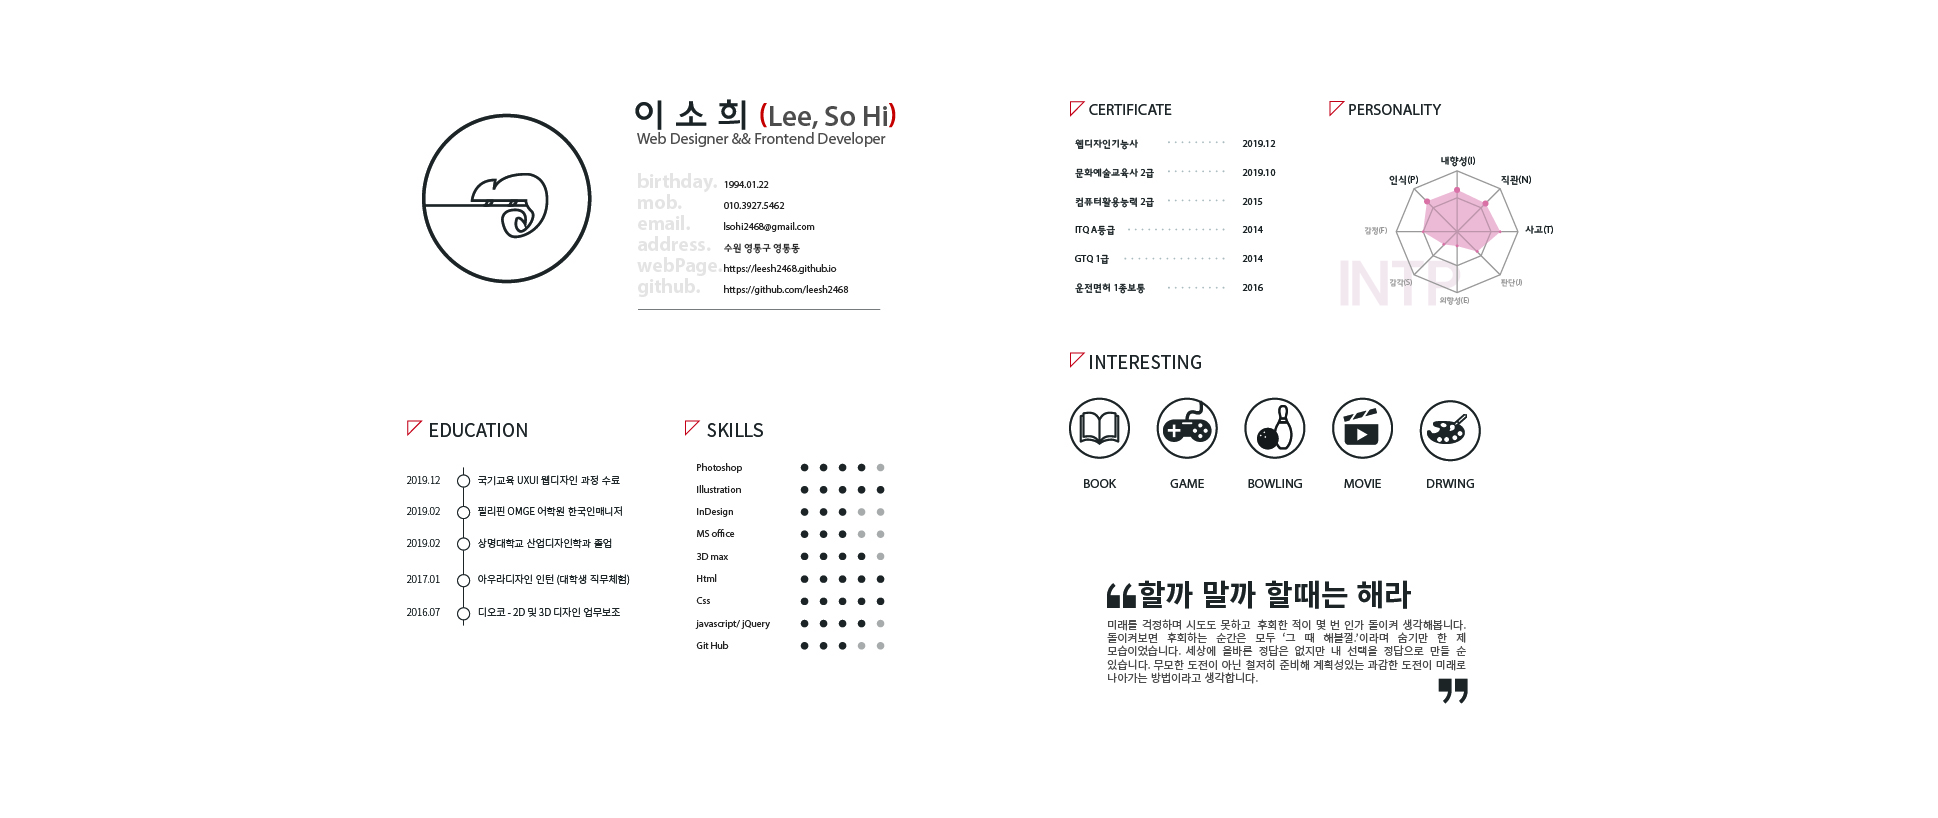 이 소 희 (Lee, So Hi)
Web Designer && Frontend Developer
birthday. 1994.01.22
mob. 010.3927.5462
email. lsohi2468@gmail.com
address. 수원 영통구 영통동
webPage. https://leesh2468.github.io
github. https://github.com/leesh2468
EDUCATION
2019.12 국기교육 UXUI 웹디자인 과정 수료
2019.02 필리핀 OMGE 어학원 한국인매니저
2019.02 상명대학교 산업디자인학과 졸업
2017.01 아우라디자인 인턴 (대학생 직무체험)
2016.07 디오코 - 2D 및 3D 디자인 업무보조
SKILLS
Photoshop
Illustration
InDesign
MS office
3D max
Html
Css
javascript/ jQuery
Git Hub
CERTIFICATE
웹디자인기능사 2019.12
문화예술교육사 2급 2019.10
컴퓨터활용능력 2급 2015
ITQ A등급 2014
GTQ 1급 2014
운전면허 1종보통 2016
PERSONALITY
내향성(I)
인식(P)
직관(N)
감정(F)
사고(T)
INTP
감각(S)
판단(J)
외향성(E)
INTERESTING
BOOK
GAME
BOWLING
MOVIE
DRWING
❝할까 말까 할때는 해라
미래를 걱정하며 시도도 못하고 후회한 적이 몇 번 인가 돌이켜 생각해봅니다.
돌이켜보면 후회하는 순간은 모두 ‘그 때 해볼껄.’이라며 숨기만 한 제
모습이었습니다. 세상에 올바른 정답은 없지만 내 선택을 정답으로 만들 순
있습니다. 무모한 도전이 아닌 철저히 준비해 계획성있는 과감한 도전이 미래로
나아가는 방법이라고 생각합니다.
❞